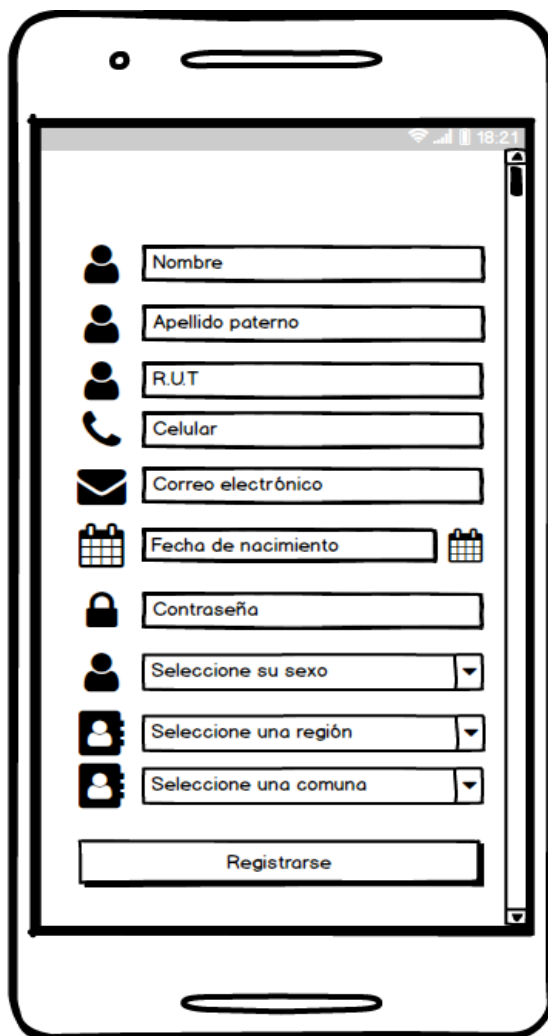 18:21
Nombre
Apellido paterno
R.U.T
Celular
Correo electrónico
Fecha de nacimiento
Contraseña
Seleccione su sexo
Seleccione una región
Seleccione una comuna
Registrarse